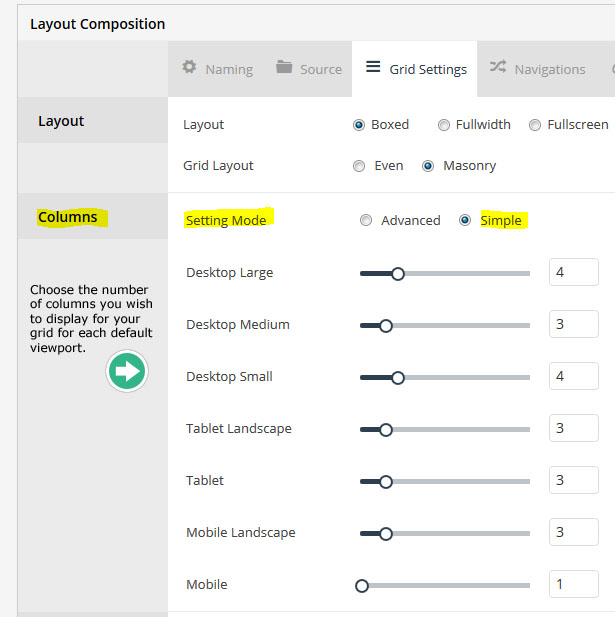 Layout Composition
Naming Source Grid Settings Navigations
Layout
Layout Boxed Fullwidth Fullscreen
Grid Layout Even Masonry
Columns
Setting Mode Advanced Simple
Choose the number
of columns you wish
to display for your
grid for each default
viewport.
Desktop Large 4
Desktop Medium 3
Desktop Small 4
Tablet Landscape 3
Tablet 3
Mobile Landscape 3
Mobile 1